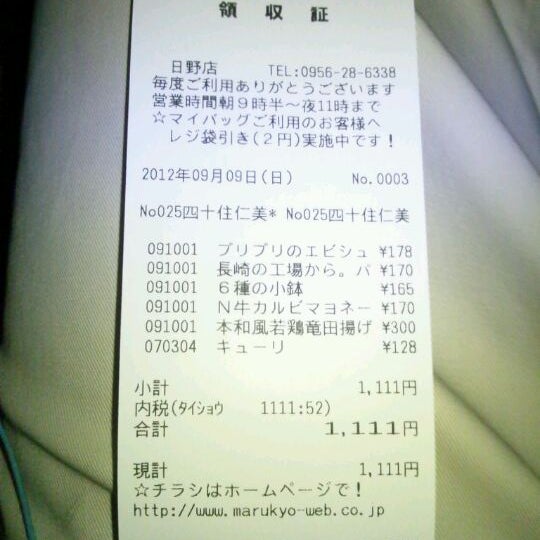 領収証
日野店 TEL:0956-28-6338
毎度ご利用ありがとうございます
営業時間朝9時半～夜11時まで
☆マイバッグご利用のお客様へ
レジ袋引き(2円)実施中です!
2012年09月09日(日) No.0003
No025四十住仁美* No025四十住仁美
091001 プリプリのエビシュ ¥178
091001 長崎の工場から。パ ¥170
091001 6種の小鉢 ¥165
091001 N牛カルビマヨネー ¥170
091001 本和風若鶏竜田揚げ ¥300
070304 キューリ ¥128
小計 1,111円
内税(タイショウ 1111:52)
合計 1,111円
現計 1,111円
☆チラシはホームページで!
http://www.marukyo-web.co.jp